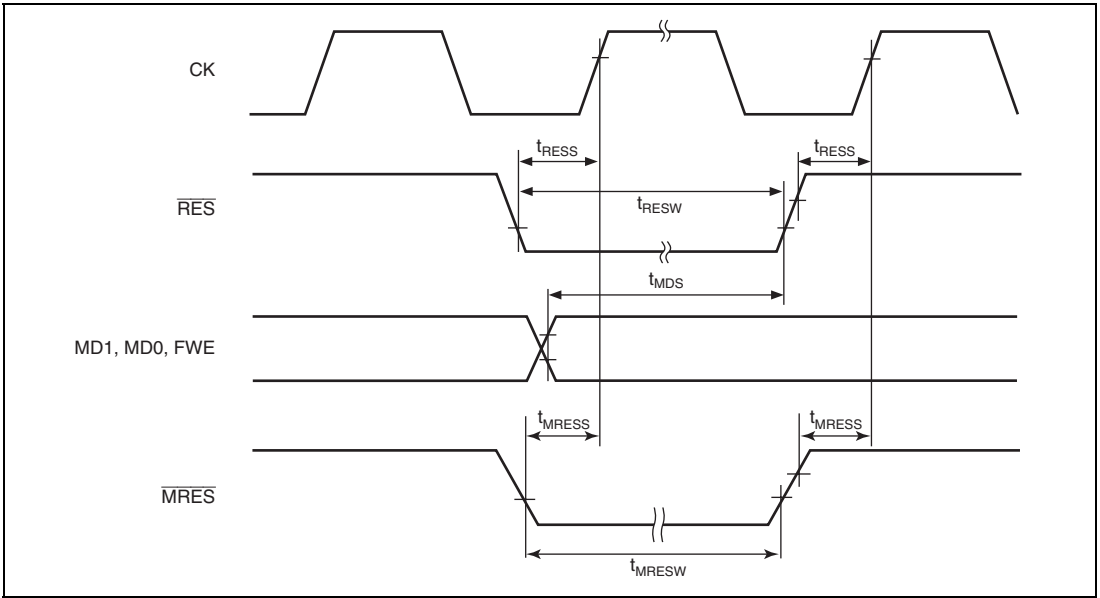 CK
tRESS
tRESS
RES
tRESW
tMDS
MD1, MD0, FWE
tMRESS
tMRESS
MRES
tMRESW